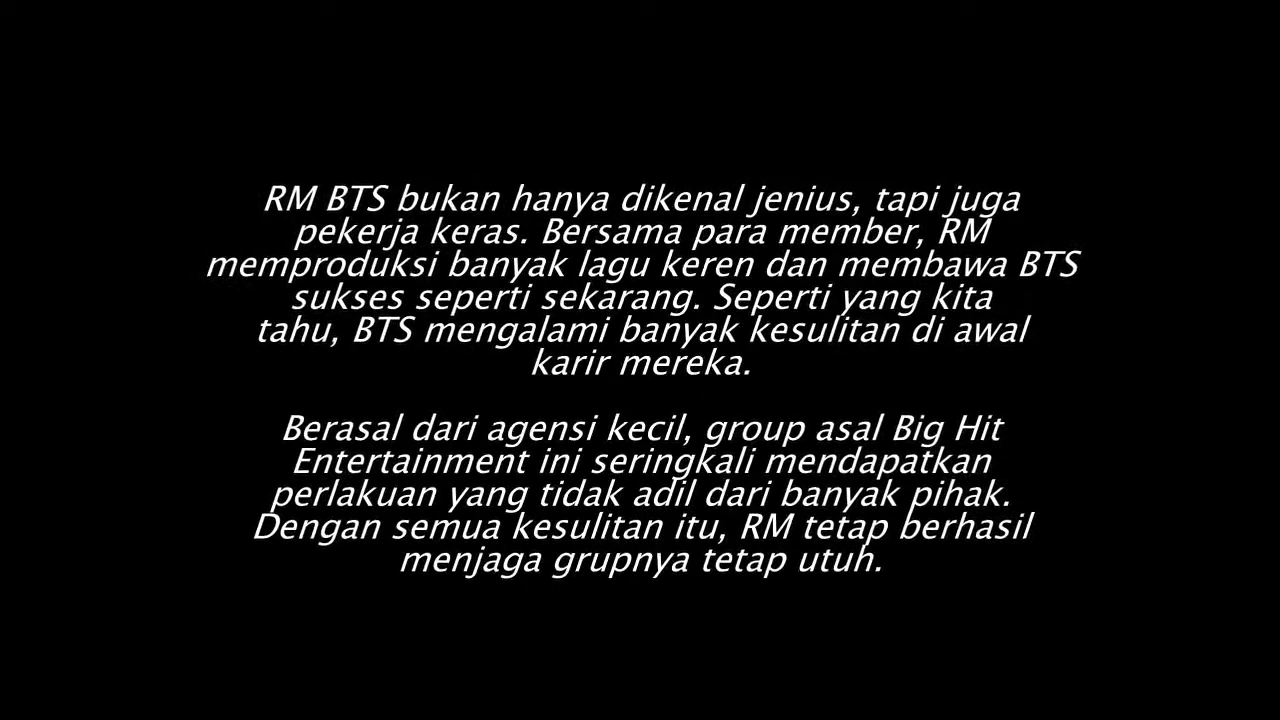 RM BTS bukan hanya dikenal jenius, tapi juga
pekerja keras. Bersama para member, RM
memproduksi banyak lagu keren dan membawa BTS
sukses seperti sekarang. Seperti yang kita
tahu, BTS mengalami banyak kesulitan di awal
karir mereka.
Berasal dari agensi kecil, group asal Big Hit
Entertainment ini seringkali mendapatkan
perlakuan yang tidak adil dari banyak pihak.
Dengan semua kesulitan itu, RM tetap berhasil
menjaga grupnya tetap utuh.